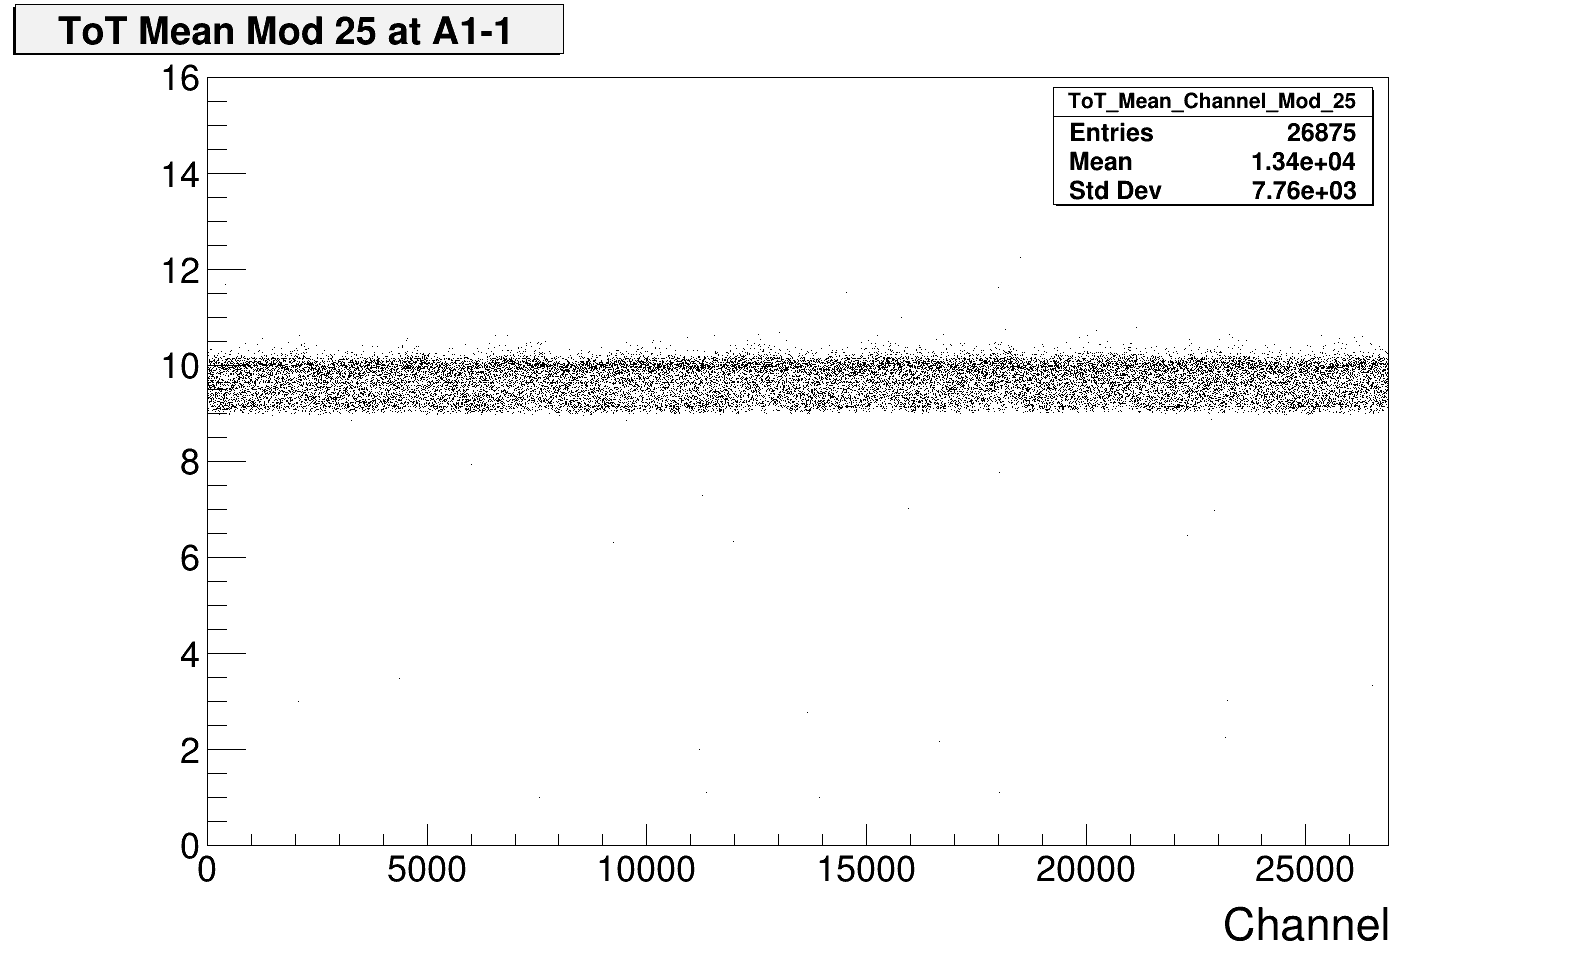 ToT Mean Mod 25 at A1-1
16
14
12
10
8
6
4
2
0
ToT_Mean_Channel_Mod_25
Entries 26875
Mean 1.34e+04
Std Dev 7.76e+03
0 5000 10000 15000 20000 25000
Channel